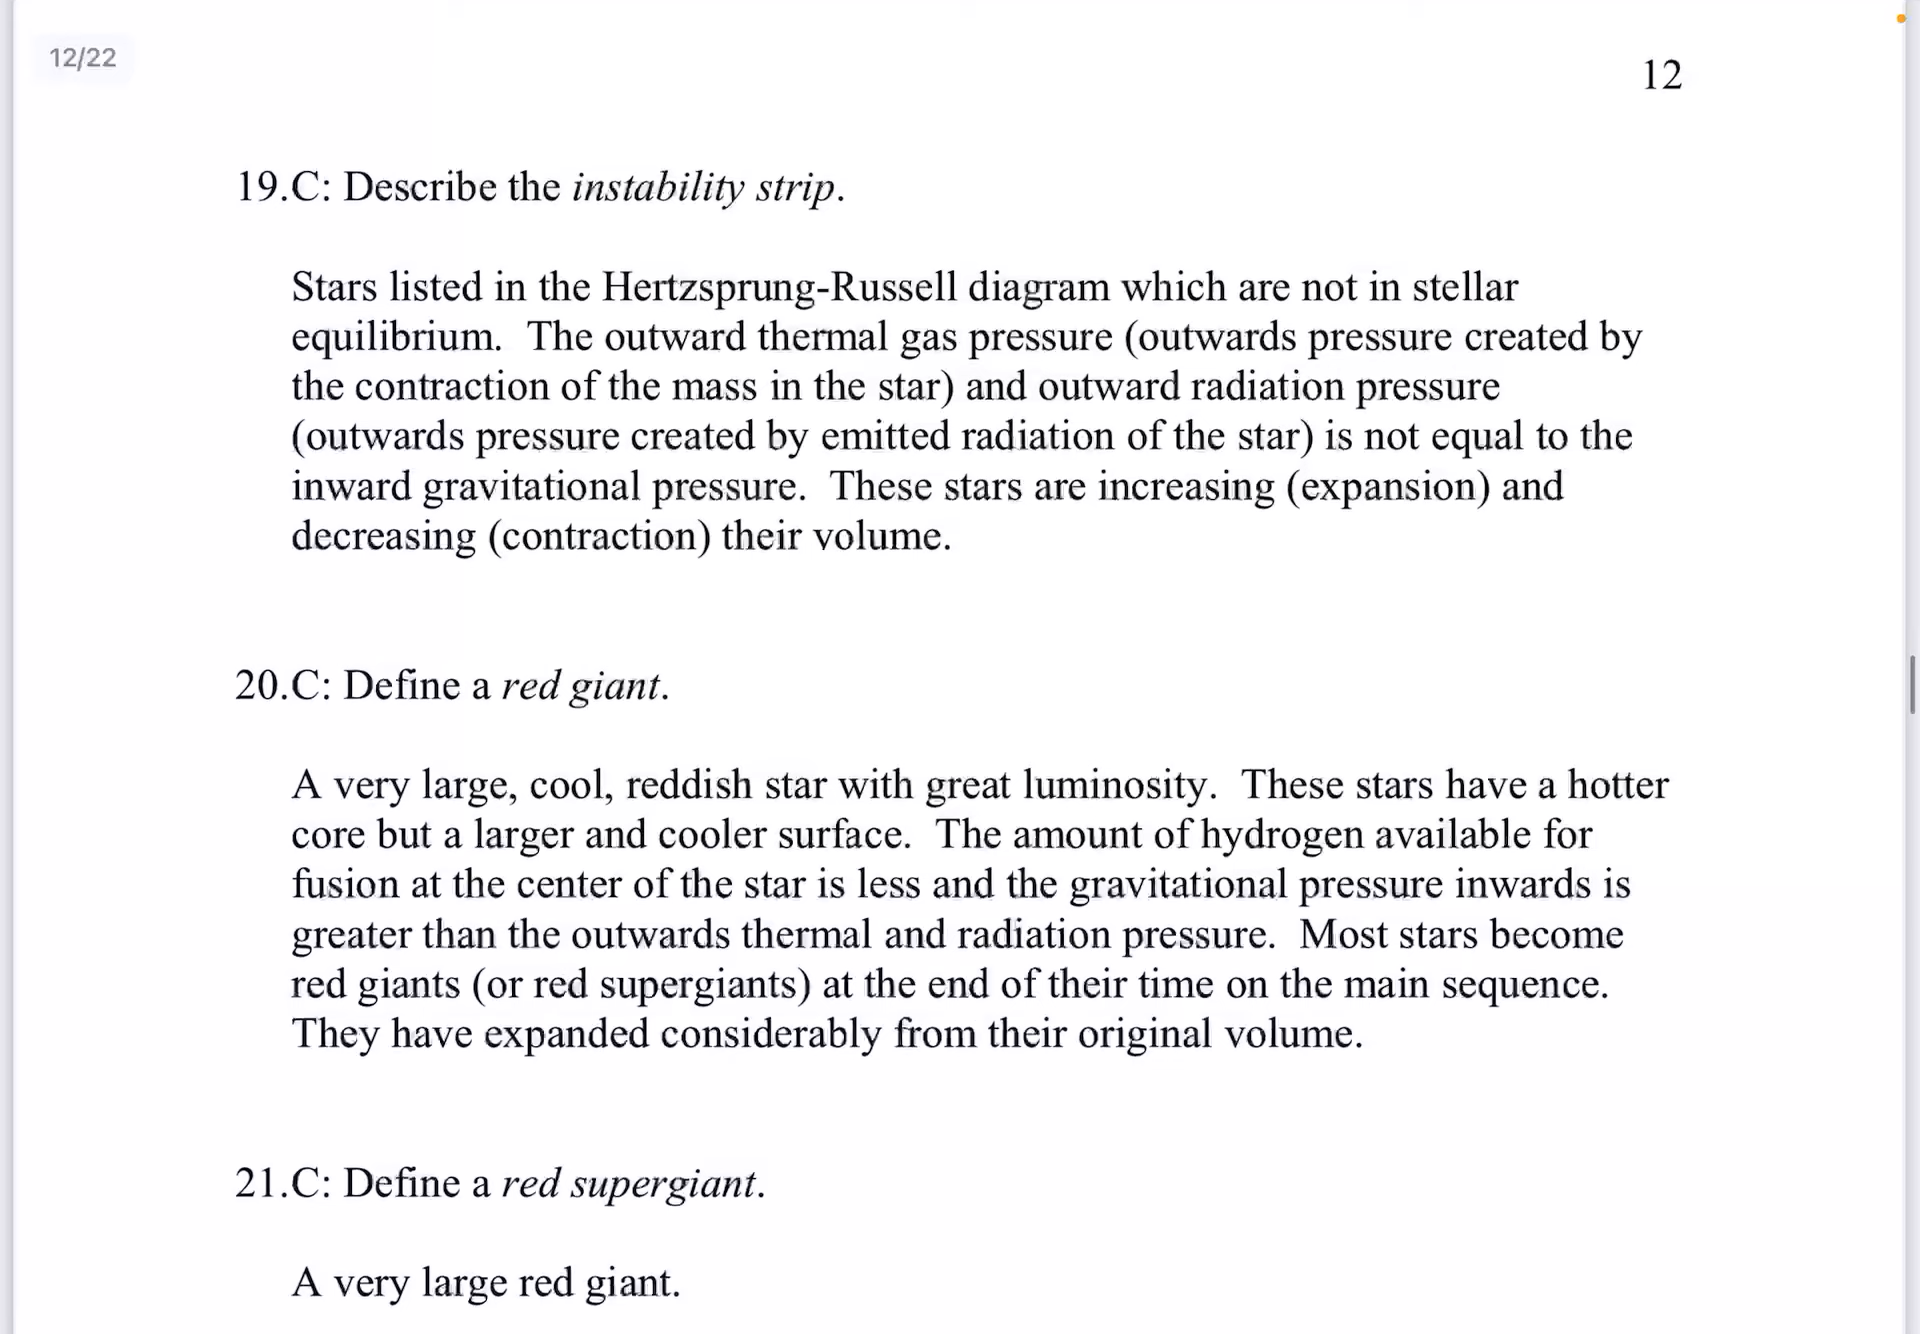 12/22
12
19.C: Describe the instability strip.
Stars listed in the Hertzsprung-Russell diagram which are not in stellar
equilibrium.  The outward thermal gas pressure (outwards pressure created by
the contraction of the mass in the star) and outward radiation pressure
(outwards pressure created by emitted radiation of the star) is not equal to the
inward gravitational pressure.  These stars are increasing (expansion) and
decreasing (contraction) their volume.
20.C: Define a red giant.
A very large, cool, reddish star with great luminosity.  These stars have a hotter
core but a larger and cooler surface.  The amount of hydrogen available for
fusion at the center of the star is less and the gravitational pressure inwards is
greater than the outwards thermal and radiation pressure.  Most stars become
red giants (or red supergiants) at the end of their time on the main sequence.
They have expanded considerably from their original volume.
21.C: Define a red supergiant.
A very large red giant.